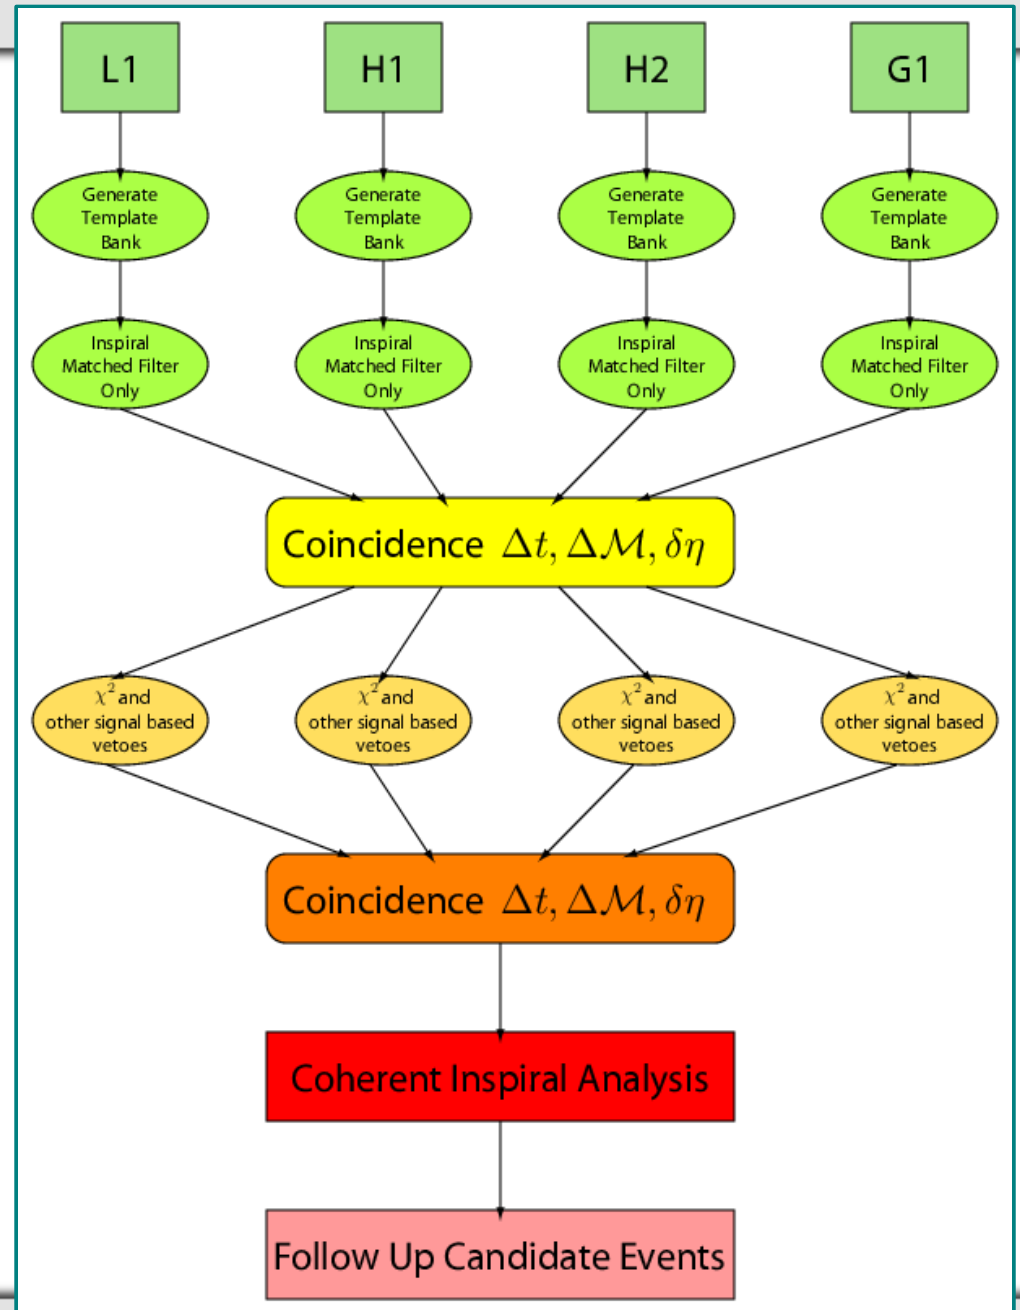 L1
H1
H2
G1
Generate
Template
Bank
Generate
Template
Bank
Generate
Template
Bank
Generate
Template
Bank
Inspiral
Matched Filter
Only
Inspiral
Matched Filter
Only
Inspiral
Matched Filter
Only
Inspiral
Matched Filter
Only
Coincidence Δt, Δℳ, δη
χ² and
other signal based
vetoes
χ² and
other signal based
vetoes
χ² and
other signal based
vetoes
χ² and
other signal based
vetoes
Coincidence Δt, Δℳ, δη
Coherent Inspiral Analysis
Follow Up Candidate Events